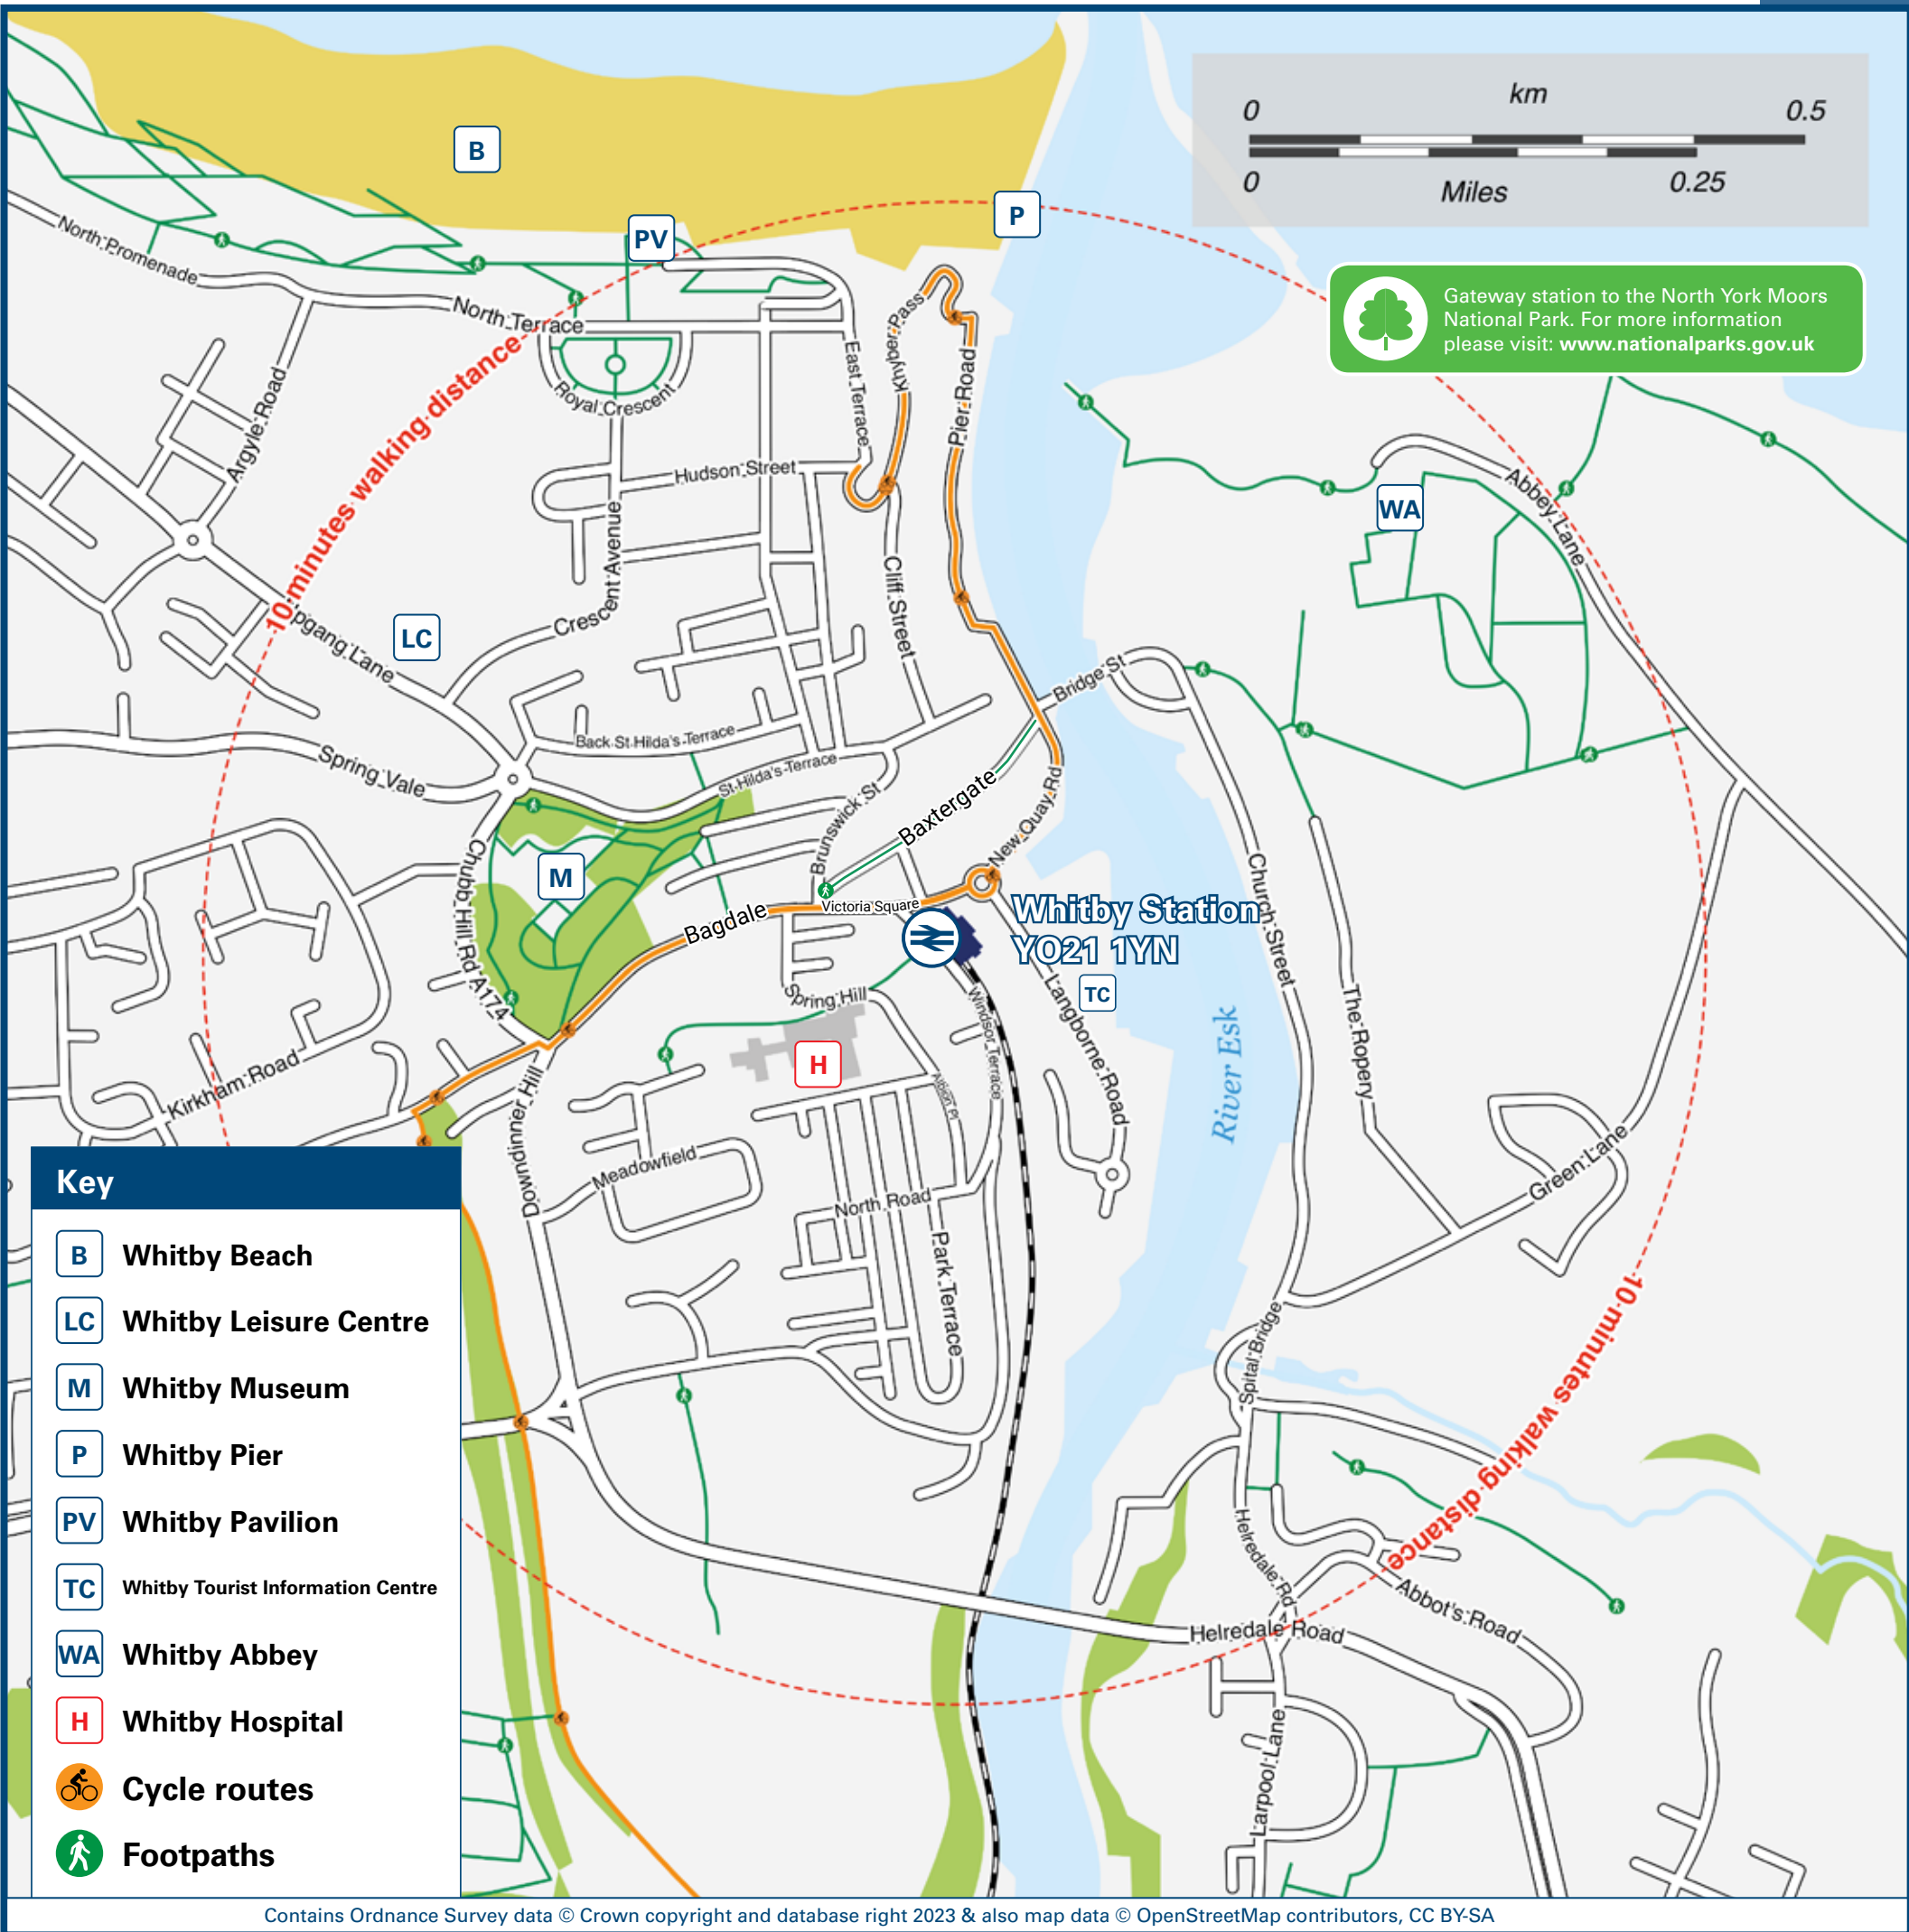 km
0
0.5
0
Miles
0.25
B
P
PV
Gateway station to the North York Moors
National Park. For more information
please visit: www.nationalparks.gov.uk
North Promenade
North Terrace
10 minutes walking distance
Argyle Road
Royal Crescent
East Terrace
Khyber Pass
Pier Road
Hudson Street
WA
Abbey Lane
Crescent Avenue
Cliff Street
LC
pgang Lane
Bridge St
Back St Hilda's Terrace
Spring Vale
St Hilda's Terrace
Brunswick St
Baxtergate
New Quay Rd
M
Chubb Hill Rd A174
Bagdale
Victoria Square
Whitby Station
YO21 1YN
Church Street
TC
Spring Hill
Windsor Terrace
Langborne Road
The Ropery
River Esk
H
Albion Pl
Kirkham Road
Downdinner Hill
Meadowfield
North Road
Park Terrace
Green Lane
Spital Bridge
10 minutes walking distance
Helredale Rd
Abbot's Road
Helredale Road
Larpool Lane
Key
B Whitby Beach
LC Whitby Leisure Centre
M Whitby Museum
P Whitby Pier
PV Whitby Pavilion
TC Whitby Tourist Information Centre
WA Whitby Abbey
H Whitby Hospital
Cycle routes
Footpaths
Contains Ordnance Survey data © Crown copyright and database right 2023 & also map data © OpenStreetMap contributors, CC BY-SA